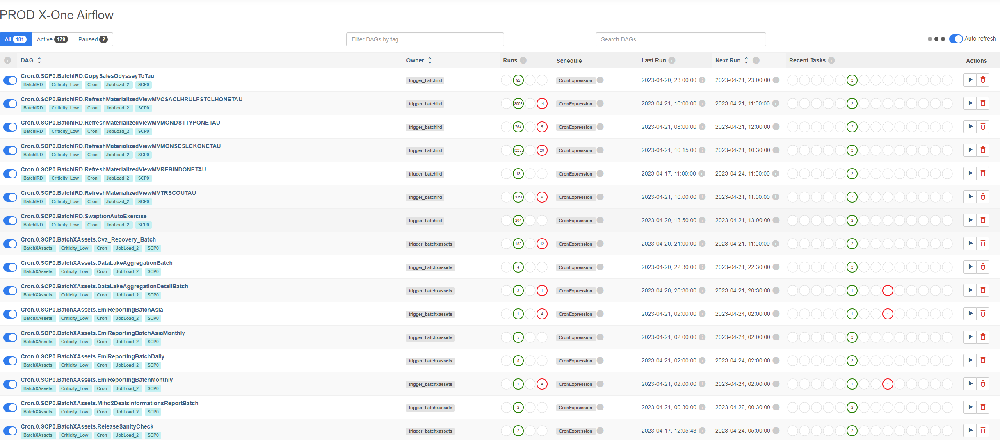 PROD X-One Airflow
All 181 Active 179 Paused 2 Filter DAGs by tag Search DAGs Auto-refresh
DAG Owner Runs Schedule Last Run Next Run Recent Tasks Actions
Cron.0.SCP0.BatchIRD.CopySalesOdysseyToTau
BatchIRD Criticity_Low Cron JobLoad_2 SCP0 trigger_batchird 92 CronExpression 2023-04-20, 23:00:00 2023-04-21, 23:00:00 2
Cron.0.SCP0.BatchIRD.RefreshMaterializedViewMVCSACLHRULFSTCLHONETAU
BatchIRD Criticity_Low Cron JobLoad_2 SCP0 trigger_batchird 3058 14 CronExpression 2023-04-21, 10:00:00 2023-04-21, 11:00:00 2
Cron.0.SCP0.BatchIRD.RefreshMaterializedViewMVMONDSTTYPONETAU
BatchIRD Criticity_Low Cron JobLoad_2 SCP0 trigger_batchird 764 5 CronExpression 2023-04-21, 08:00:00 2023-04-21, 12:00:00 2
Cron.0.SCP0.BatchIRD.RefreshMaterializedViewMVMONSESLCKONETAU
BatchIRD Criticity_Low Cron JobLoad_2 SCP0 trigger_batchird 12255 26 CronExpression 2023-04-21, 10:15:00 2023-04-21, 10:30:00 2
Cron.0.SCP0.BatchIRD.RefreshMaterializedViewMVREBINDONETAU
BatchIRD Criticity_Low Cron JobLoad_2 SCP0 trigger_batchird 18 CronExpression 2023-04-17, 11:00:00 2023-04-24, 11:00:00 2
Cron.0.SCP0.BatchIRD.RefreshMaterializedViewMVTRSCOUTAU
BatchIRD Criticity_Low Cron JobLoad_2 SCP0 trigger_batchird 3061 9 CronExpression 2023-04-21, 10:00:00 2023-04-21, 11:00:00 2
Cron.0.SCP0.BatchIRD.SwaptionAutoExercise
BatchIRD Criticity_Low Cron JobLoad_2 SCP0 trigger_batchird 204 CronExpression 2023-04-20, 13:50:00 2023-04-21, 13:00:00 2
Cron.0.SCP0.BatchXAssets.Cva_Recovery_Batch
BatchXAssets Criticity_Low Cron JobLoad_2 SCP0 trigger_batchxassets 182 42 CronExpression 2023-04-20, 21:00:00 2023-04-21, 11:00:00 2
Cron.0.SCP0.BatchXAssets.DataLakeAggregationBatch
BatchXAssets Criticity_Low Cron JobLoad_2 SCP0 trigger_batchxassets 4 CronExpression 2023-04-20, 22:30:00 2023-04-21, 22:30:00 2
Cron.0.SCP0.BatchXAssets.DataLakeAggregationDetailBatch
BatchXAssets Criticity_Low Cron JobLoad_2 SCP0 trigger_batchxassets 3 1 CronExpression 2023-04-20, 20:30:00 2023-04-21, 20:30:00 1 1
Cron.0.SCP0.BatchXAssets.EmiReportingBatchAsia
BatchXAssets Criticity_Low Cron JobLoad_2 SCP0 trigger_batchxassets 1 4 CronExpression 2023-04-21, 02:00:00 2023-04-24, 02:00:00 1 1
Cron.0.SCP0.BatchXAssets.EmiReportingBatchAsiaMonthly
BatchXAssets Criticity_Low Cron JobLoad_2 SCP0 trigger_batchxassets 5 CronExpression 2023-04-21, 02:00:00 2023-04-24, 02:00:00 2
Cron.0.SCP0.BatchXAssets.EmiReportingBatchDaily
BatchXAssets Criticity_Low Cron JobLoad_2 SCP0 trigger_batchxassets 5 CronExpression 2023-04-21, 02:00:00 2023-04-24, 02:00:00 2
Cron.0.SCP0.BatchXAssets.EmiReportingBatchMonthly
BatchXAssets Criticity_Low Cron JobLoad_2 SCP0 trigger_batchxassets 1 4 CronExpression 2023-04-21, 02:00:00 2023-04-24, 02:00:00 1 1
Cron.0.SCP0.BatchXAssets.Mifid2DealsInformationsReportBatch
BatchXAssets Criticity_Low Cron JobLoad_2 SCP0 trigger_batchxassets 2 CronExpression 2023-04-21, 00:30:00 2023-04-26, 00:30:00 2
Cron.0.SCP0.BatchXAssets.ReleaseSanityCheck
BatchXAssets Criticity_Low Cron JobLoad_2 SCP0 trigger_batchxassets 2 CronExpression 2023-04-17, 12:05:43 2023-04-24, 05:00:00 2